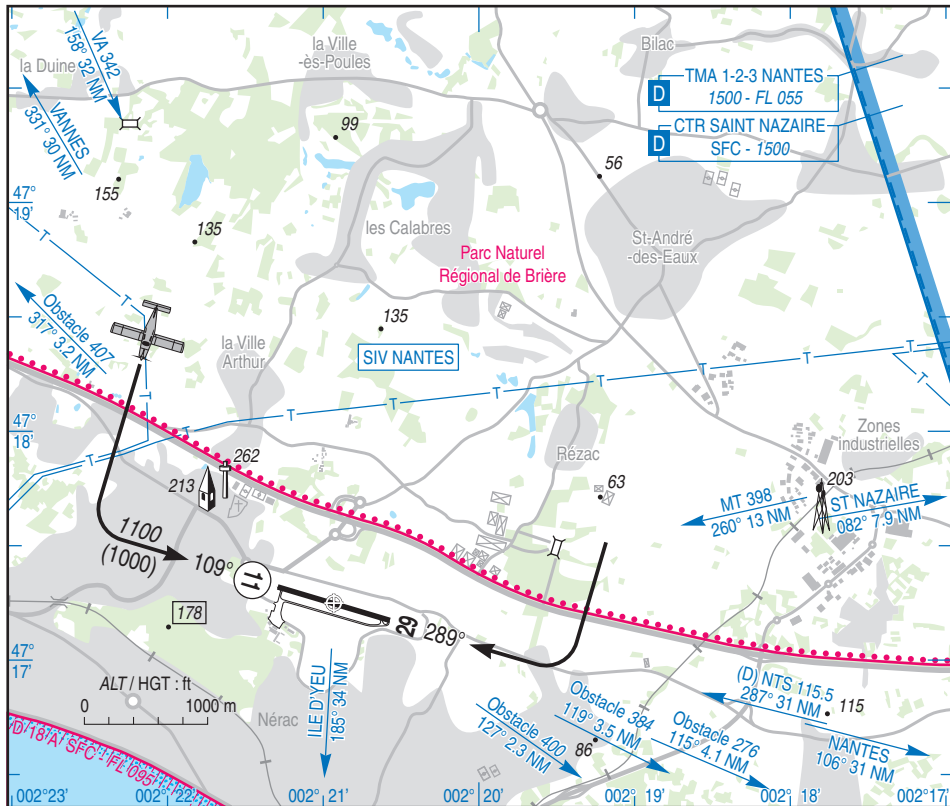 VA 342
158° 32 NM
la Duine
VANNES
331° 30 NM
la Ville
-ès-Poules
Bilac
D
TMA 1-2-3 NANTES
1500 - FL 055
D
CTR SAINT NAZAIRE
SFC - 1500
99
56
155
47°
19'
135
les Calabres
St-André
-des-Eaux
Parc Naturel
Régional de Brière
Obstacle 407
317° 3.2 NM
T
135
la Ville
Arthur
SIV NANTES
T
T
T
T
T
T
T
T
T
47°
18'
Zones
industrielles
262
Rézac
213
63
203
MT 398
260° 13 NM
ST NAZAIRE
082° 7.9 NM
1100
(1000)
109°
11
178
29
289°
47°
17'
ALT / HGT : ft
0
1000 m
Nérac
ILE D'YEU
185° 34 NM
(D) NTS 115.5
287° 31 NM
115
NANTES
106° 31 NM
Obstacle 400
127° 2.3 NM
86
Obstacle 384
119° 3.5 NM
Obstacle 276
115° 4.1 NM
D 18 A SFC - FL 095
002° 23'
002° 22'
002° 21'
002° 20'
002° 19'
002° 18'
002° 17'